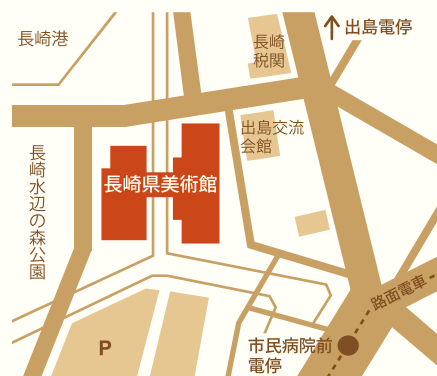 長崎港
↑出島電停
長崎
税関
出島交流
会館
長崎県美術館
長崎水辺の森公園
路面電車
市民病院前
電停
P